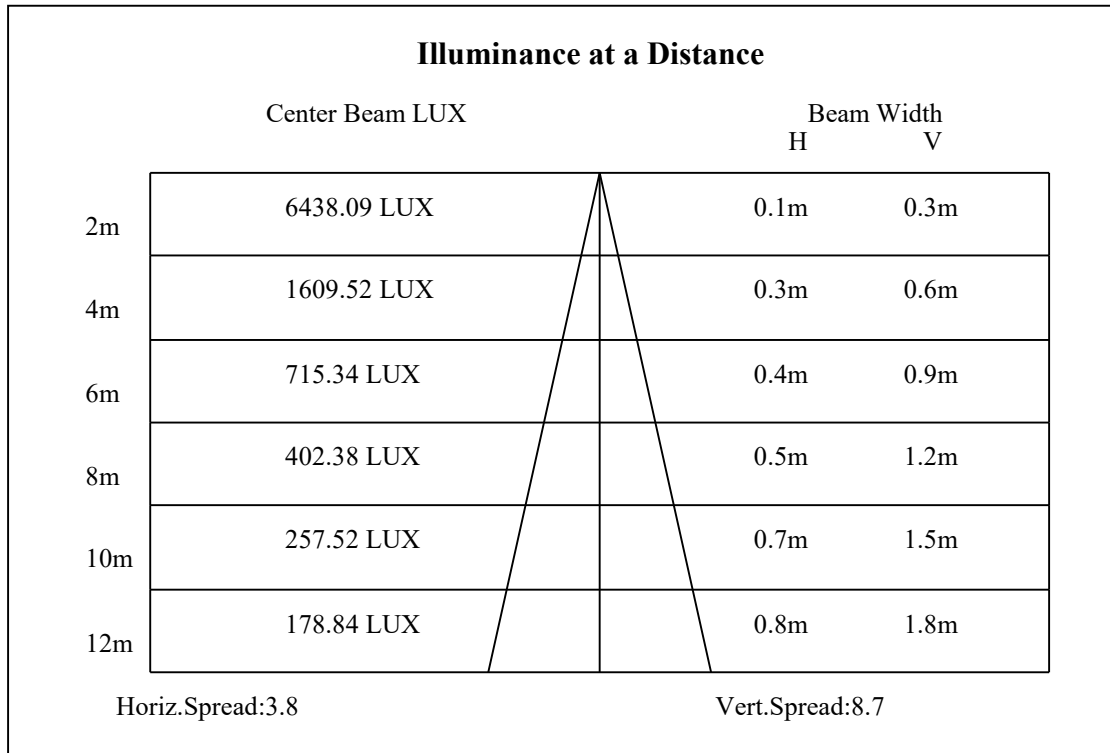 Illuminance at a Distance
Center Beam LUX Beam Width
H V
2m 6438.09 LUX 0.1m 0.3m
4m 1609.52 LUX 0.3m 0.6m
6m 715.34 LUX 0.4m 0.9m
8m 402.38 LUX 0.5m 1.2m
10m 257.52 LUX 0.7m 1.5m
12m 178.84 LUX 0.8m 1.8m
Horiz.Spread:3.8 Vert.Spread:8.7